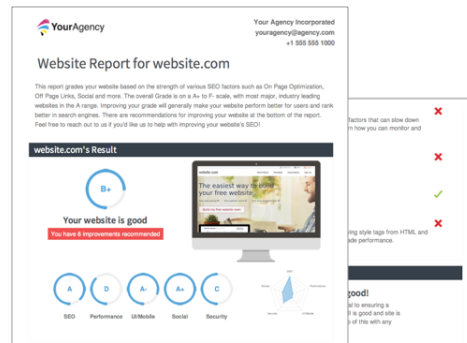 YourAgency
Your Agency Incorporated
youragency@agency.com
+1 555 555 1000
Website Report for website.com
This report grades your website based on the strength of various SEO factors such as On Page Optimization,
Off Page Links, Social and more. The overall Grade is on a A+ to F- scale, with most major, industry leading
websites in the A range. Improving your grade will generally make your website perform better for users and rank
better in search engines. There are recommendations for improving your website at the bottom of the report.
Feel free to reach out to us if you'd like us to help with improving your website's SEO!
website.com's Result
B+
Your website is good
You have 6 improvements recommended
The easiest way to build
your free website
A
D
A-
A+
C
SEO
Performance
UI/Mobile
Social
Security
factors that can slow down
n how you can monitor and
ving style tags from HTML and
ade performance.
good!
al to ensuring a
l is good and site is
o of this with any